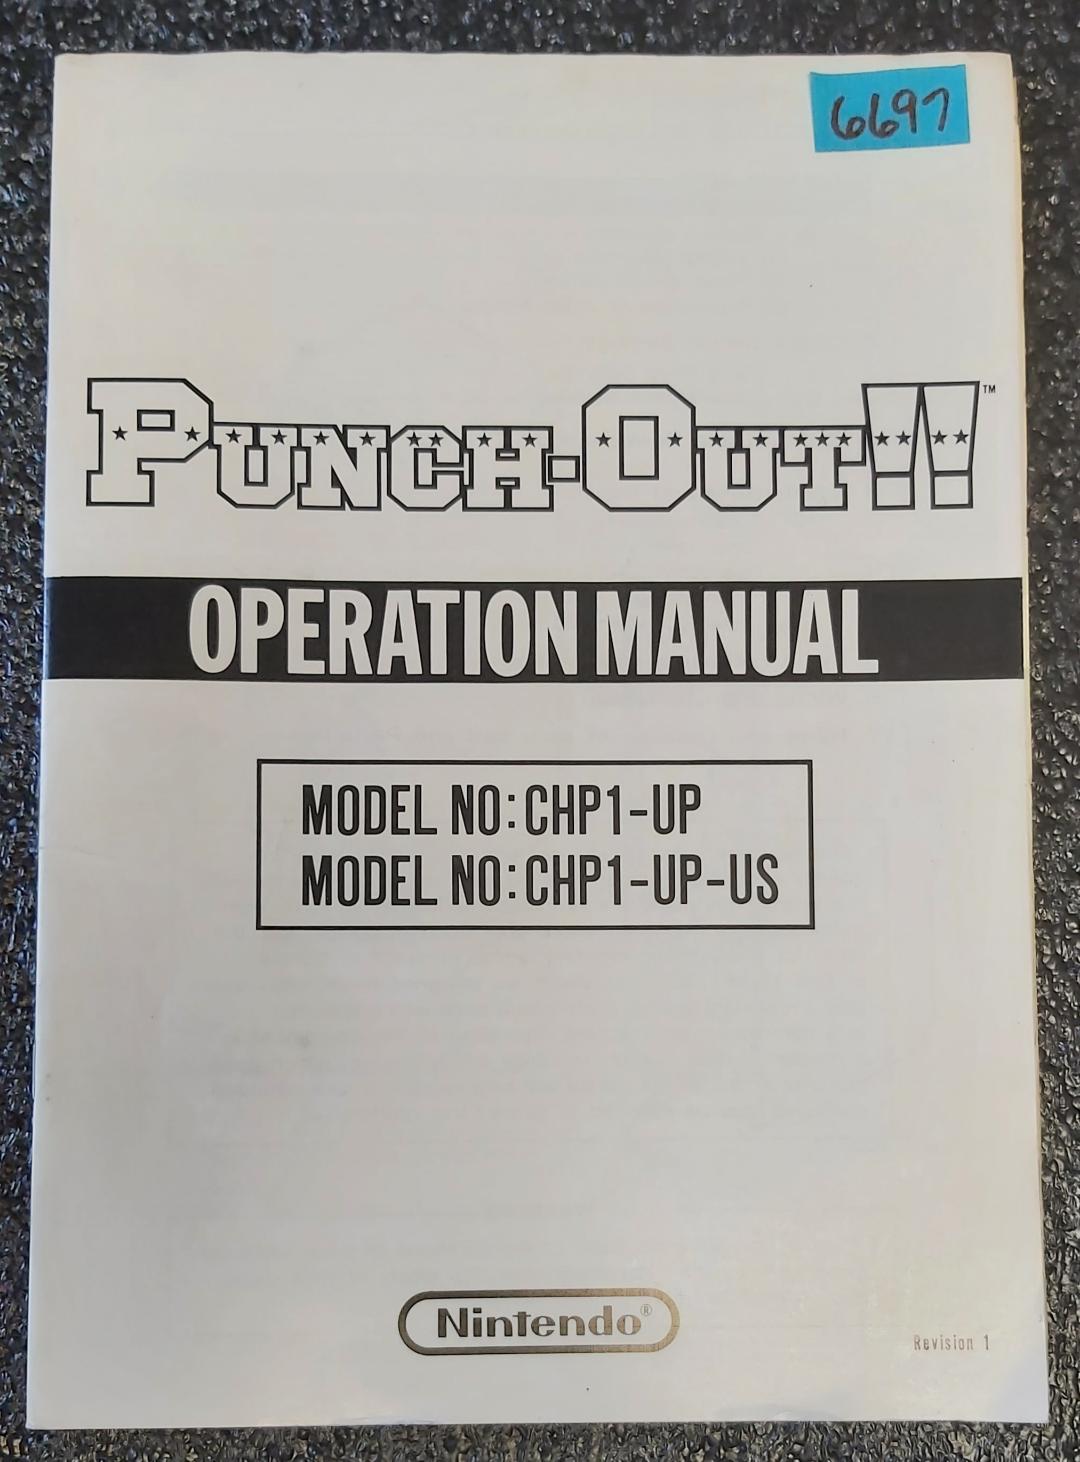 6697
PUNCH-OUT!!™
OPERATION MANUAL
MODEL NO:CHP1-UP
MODEL NO:CHP1-UP-US
Nintendo®
Revision 1